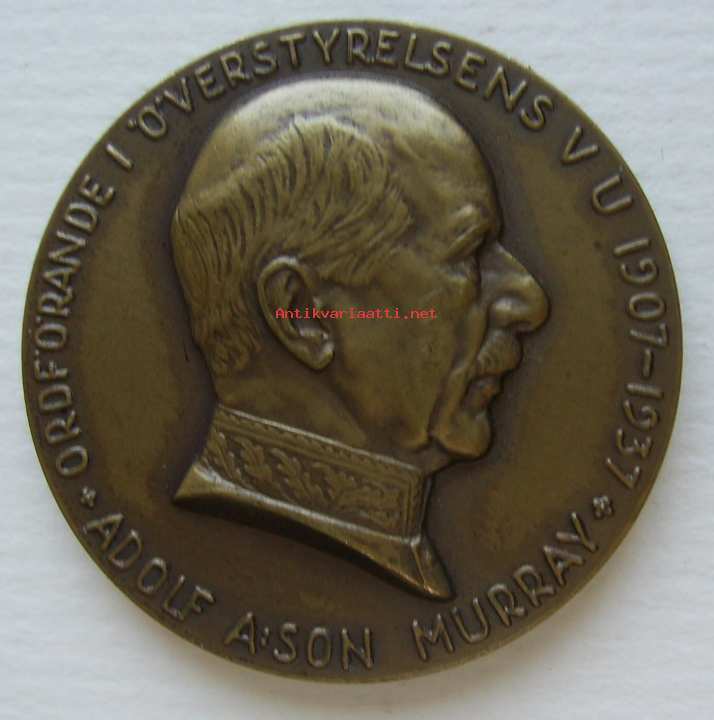 ORDFÖRANDE I ÖVERSTYRELSENS V U 1907-1937
* ADOLF A:SON MURRAY *
Antikvariaatti.net